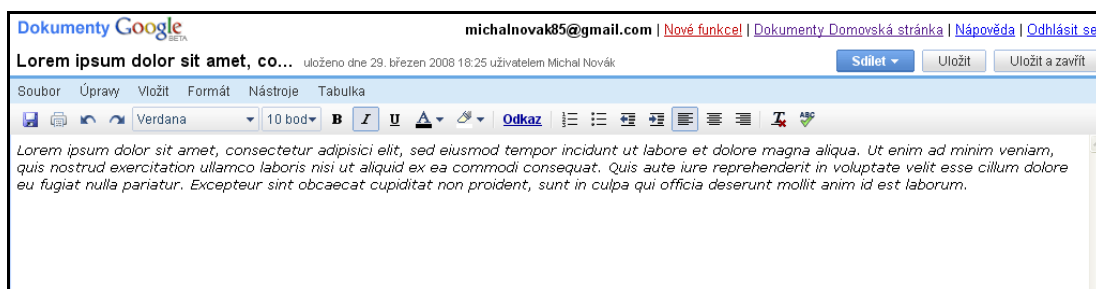 Dokumenty Google BETA michalnovak85@gmail.com | Nové funkce! | Dokumenty Domovská stránka | Nápověda | Odhlásit se
Lorem ipsum dolor sit amet, co... uloženo dne 29. březen 2008 18:25 uživatelem Michal Novák Sdílet Uložit Uložit a zavřít
Soubor Úpravy Vložit Formát Nástroje Tabulka
Verdana 10 bod B I U A Odkaz T ABC
Lorem ipsum dolor sit amet, consectetur adipisici elit, sed eiusmod tempor incidunt ut labore et dolore magna aliqua. Ut enim ad minim veniam,
quis nostrud exercitation ullamco laboris nisi ut aliquid ex ea commodi consequat. Quis aute iure reprehenderit in voluptate velit esse cillum dolore
eu fugiat nulla pariatur. Excepteur sint obcaecat cupiditat non proident, sunt in culpa qui officia deserunt mollit anim id est laborum.